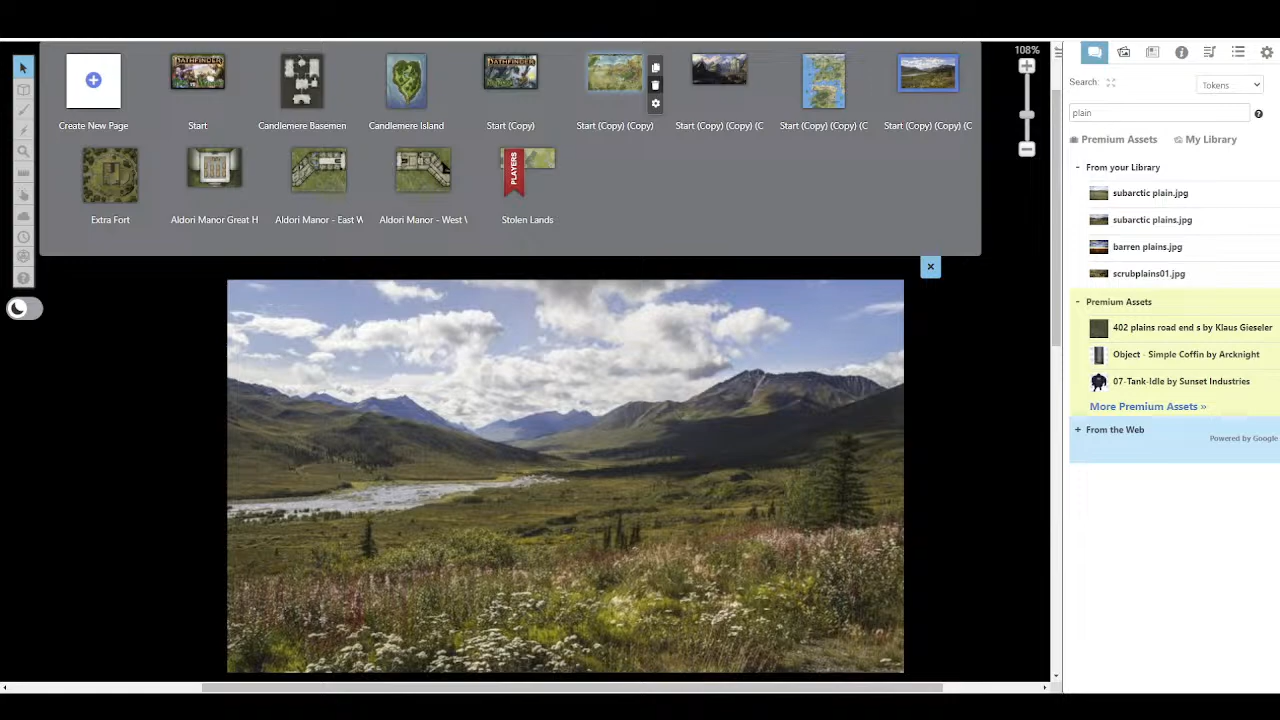 108%
PATHFINDER
PATHFINDER
Create New Page
Start
Candlemere Basemen
Candlemere Island
Start (Copy)
Start (Copy) (Copy)
Start (Copy) (Copy) (C
Start (Copy) (Copy) (C
Start (Copy) (Copy) (C
PLAYERS
Extra Fort
Aldori Manor Great H
Aldori Manor - East W
Aldori Manor - West \
Stolen Lands
Search:
Tokens
plain
Premium Assets
My Library
- From your Library
subarctic plain.jpg
subarctic plains.jpg
barren plains.jpg
scrubplains01.jpg
- Premium Assets
402 plains road end s by Klaus Gieseler
Object - Simple Coffin by Arcknight
07-Tank-Idle by Sunset Industries
More Premium Assets »
+ From the Web
Powered by Google